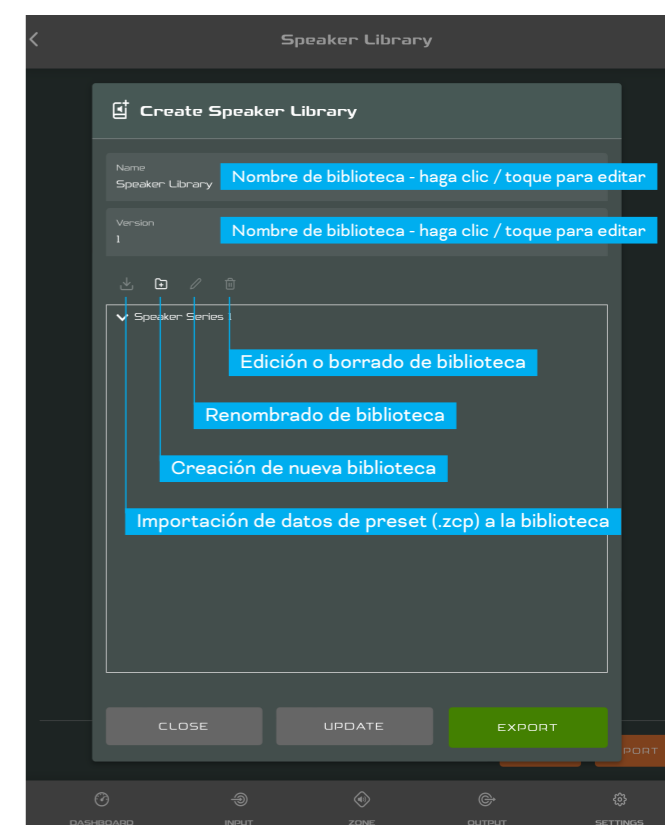 Speaker Library
Create Speaker Library
Name
Speaker Library
Nombre de biblioteca - haga clic / toque para editar
Version
1
Nombre de biblioteca - haga clic / toque para editar
Speaker Series 1
Edición o borrado de biblioteca
Renombrado de biblioteca
Creación de nueva biblioteca
Importación de datos de preset (.zcp) a la biblioteca
CLOSE
UPDATE
EXPORT
PORT
DASHBOARD
INPUT
ZONE
OUTPUT
SETTINGS